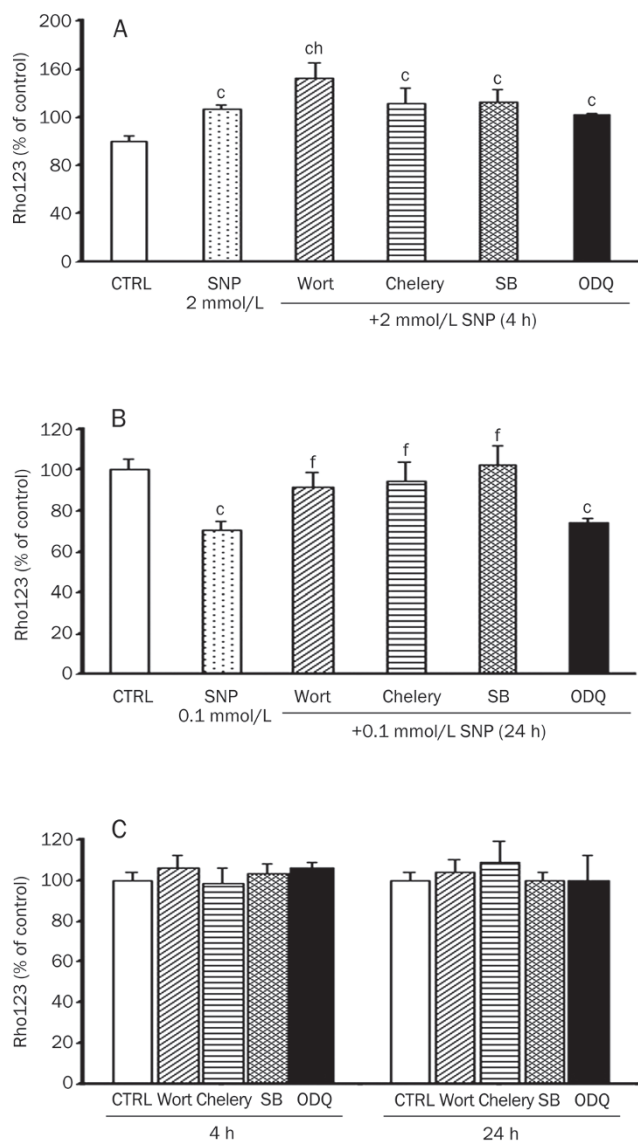 A
Rho123 (% of control)
200
160
100
80
40
0
c
ch
c
c
c
CTRL
SNP
2 mmol/L
Wort
Chelery
SB
ODQ
+2 mmol/L SNP (4 h)
B
Rho123 (% of control)
120
100
80
60
40
20
0
c
f
f
f
c
CTRL
SNP
0.1 mmol/L
Wort
Chelery
SB
ODQ
+0.1 mmol/L SNP (24 h)
C
Rho123 (% of control)
120
100
80
60
40
20
0
CTRL Wort Chelery SB ODQ
CTRL Wort Chelery SB ODQ
4 h
24 h